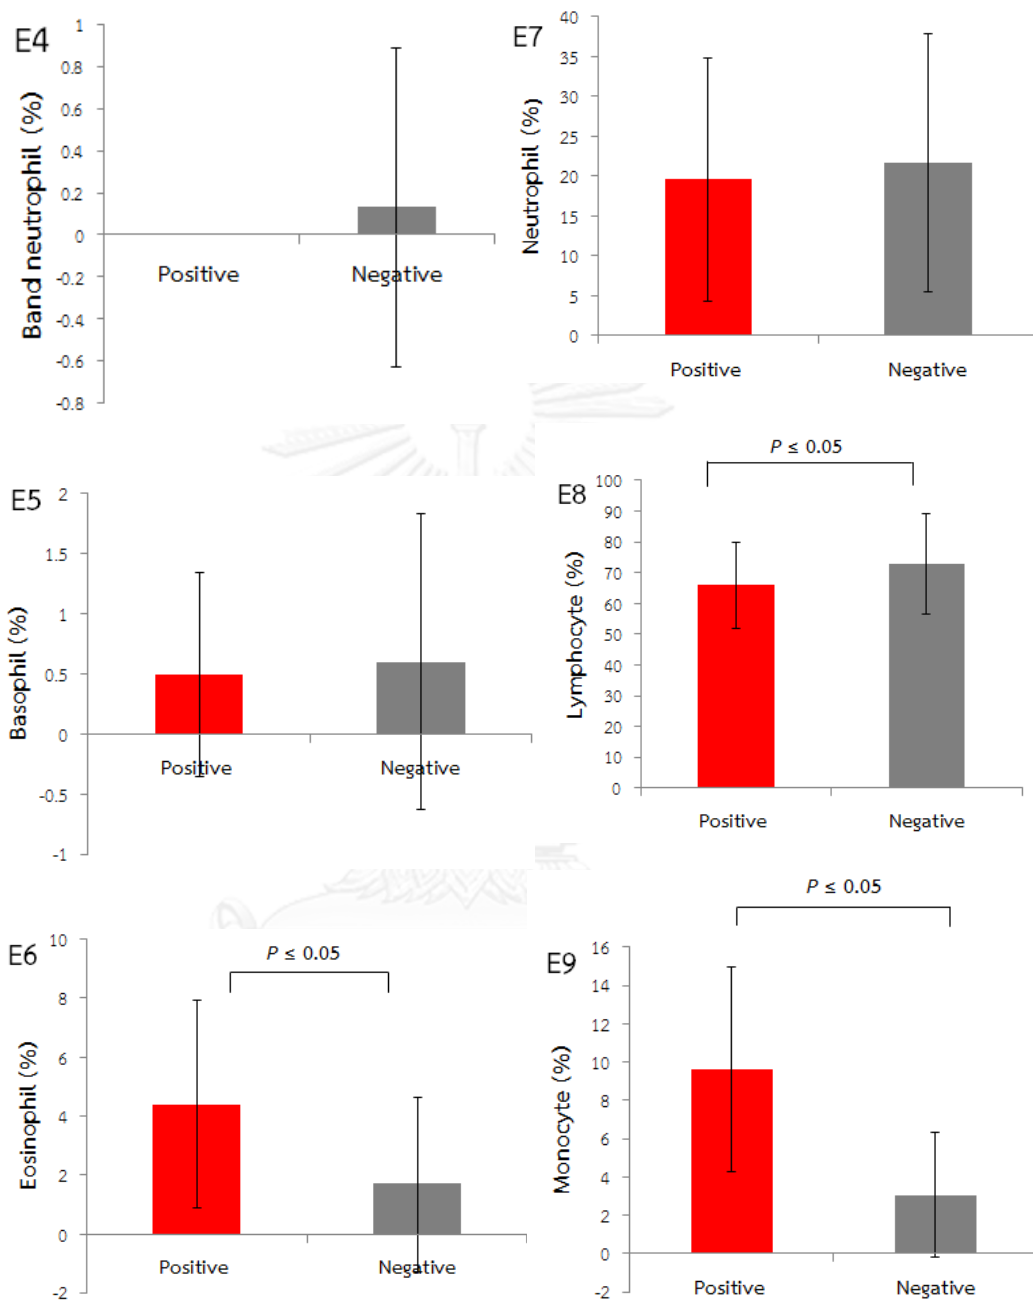 E4
Band neutrophil (%)
1
0.8
0.6
0.4
0.2
0
-0.2
-0.4
-0.6
-0.8
Positive
Negative
E7
Neutrophil (%)
40
35
30
25
20
15
10
5
0
Positive
Negative
E5
Basophil (%)
2
1.5
1
0.5
0
-0.5
-1
Positive
Negative
P ≤ 0.05
E8
Lymphocyte (%)
100
90
80
70
60
50
40
30
20
10
0
Positive
Negative
E6
P ≤ 0.05
Eosinophil (%)
10
8
6
4
2
0
-2
Positive
Negative
P ≤ 0.05
E9
Monocyte (%)
16
14
12
10
8
6
4
2
0
-2
Positive
Negative